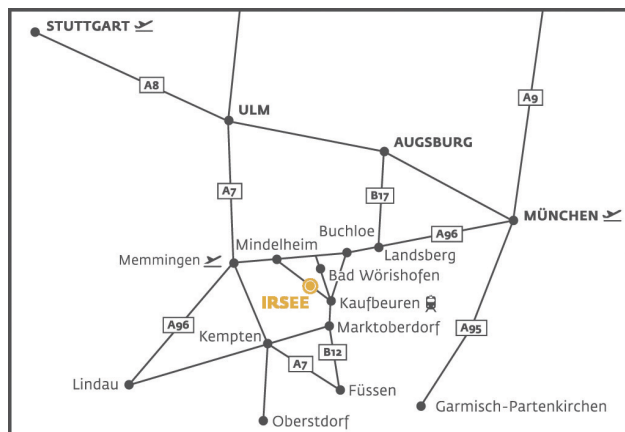 STUTTGART
A8
A9
ULM
AUGSBURG
A7
B17
MÜNCHEN
A96
Buchloe
Mindelheim
Landsberg
Memmingen
Bad Wörishofen
IRSEE
Kaufbeuren
A96
Marktoberdorf
A95
Kempten
B12
A7
Lindau
Füssen
Garmisch-Partenkirchen
Oberstdorf